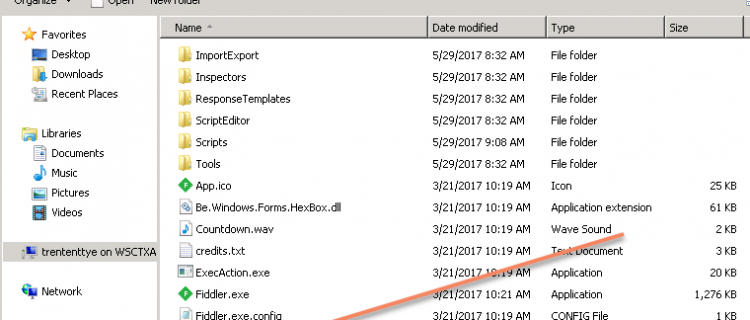 Organize Open New folder
Name Date modified Type Size
Favorites
Desktop
Downloads
Recent Places
Libraries
Documents
Music
Pictures
Videos
trententtye on WSCTXA
Network
ImportExport 5/29/2017 8:32 AM File folder
Inspectors 5/29/2017 8:32 AM File folder
ResponseTemplates 5/29/2017 8:32 AM File folder
ScriptEditor 5/29/2017 8:32 AM File folder
Scripts 5/29/2017 9:08 AM File folder
Tools 5/29/2017 8:32 AM File folder
App.ico 3/21/2017 10:19 AM Icon 25 KB
Be.Windows.Forms.HexBox.dll 3/21/2017 10:19 AM Application extension 61 KB
Countdown.wav 3/21/2017 10:19 AM Wave Sound 2 KB
credits.txt 3/21/2017 10:19 AM Text Document 3 KB
ExecAction.exe 3/21/2017 10:19 AM Application 20 KB
Fiddler.exe 3/21/2017 10:21 AM Application 1,276 KB
Fiddler.exe.config 3/21/2017 10:19 AM CONFIG File 1 KB